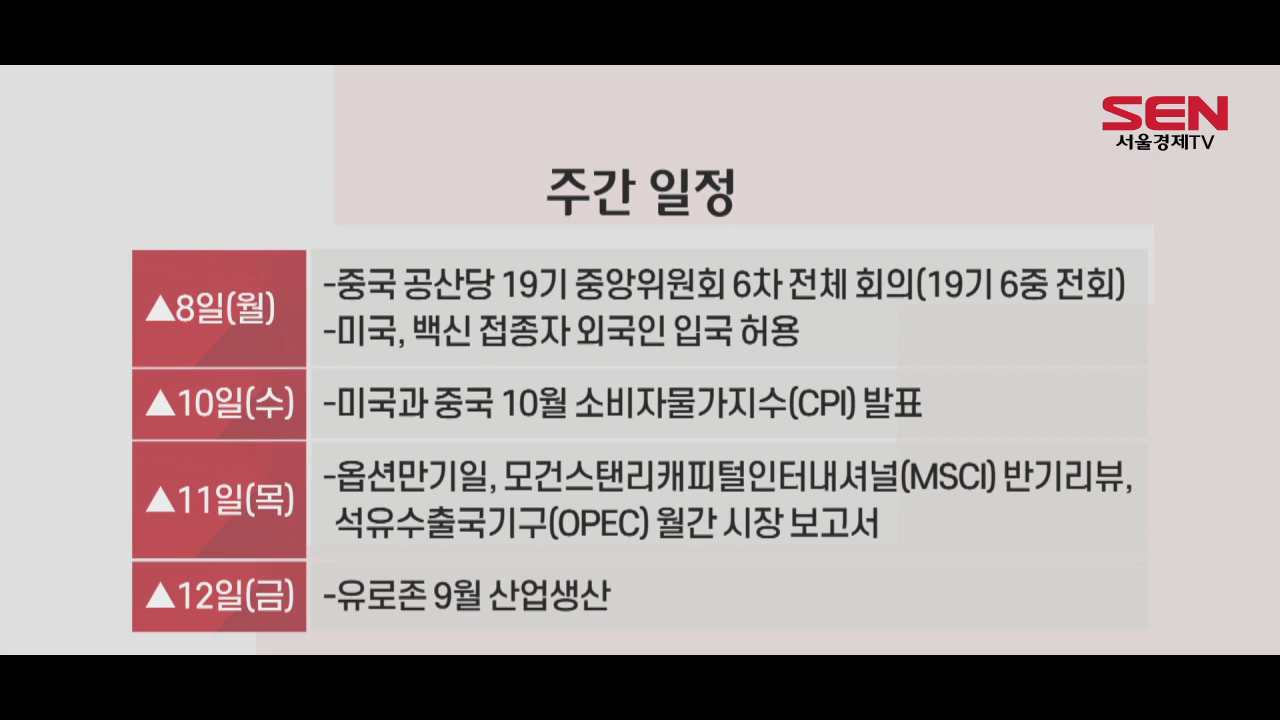 SEN
서울경제TV
주간 일정
▲8일(월)
-중국 공산당 19기 중앙위원회 6차 전체 회의(19기 6중 전회)
-미국, 백신 접종자 외국인 입국 허용
▲10일(수)
-미국과 중국 10월 소비자물가지수(CPI) 발표
▲11일(목)
-옵션만기일, 모건스탠리캐피털인터내셔널(MSCI) 반기리뷰,
석유수출국기구(OPEC) 월간 시장 보고서
▲12일(금)
-유로존 9월 산업생산